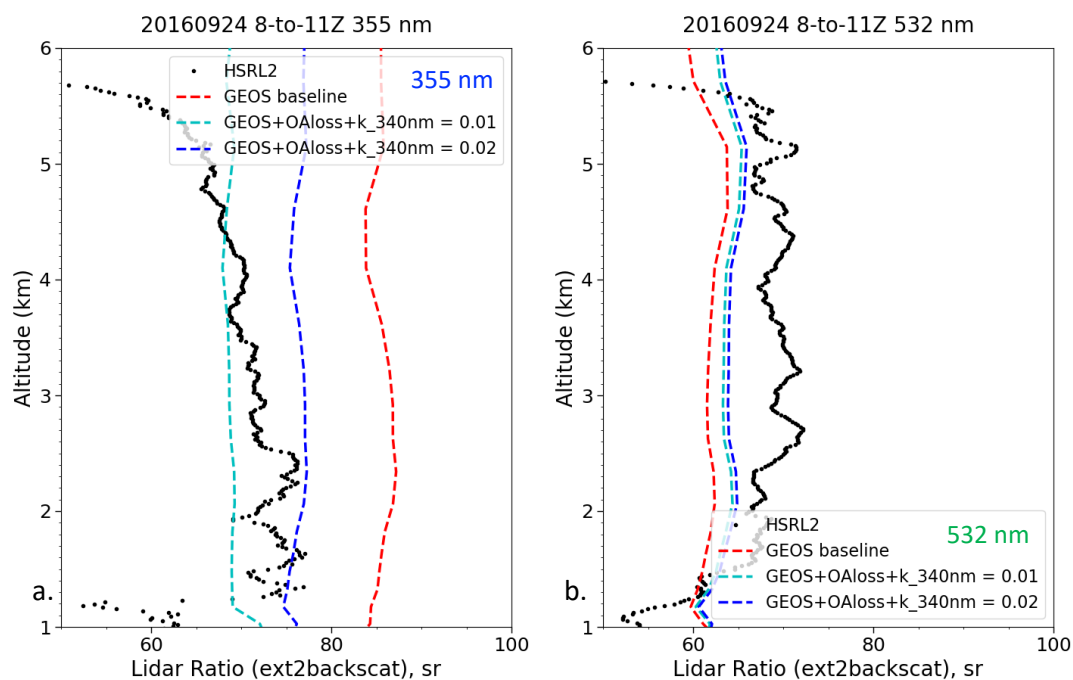 20160924 8-to-11Z 355 nm
HSRL2
GEOS baseline
GEOS+OAloss+k_340nm = 0.01
GEOS+OAloss+k_340nm = 0.02
355 nm
6
5
4
3
2
1
Altitude (km)
a.
60
80
100
Lidar Ratio (ext2backscat), sr
20160924 8-to-11Z 532 nm
6
5
4
3
2
1
Altitude (km)
b.
HSRL2
GEOS baseline
GEOS+OAloss+k_340nm = 0.01
GEOS+OAloss+k_340nm = 0.02
532 nm
60
80
100
Lidar Ratio (ext2backscat), sr